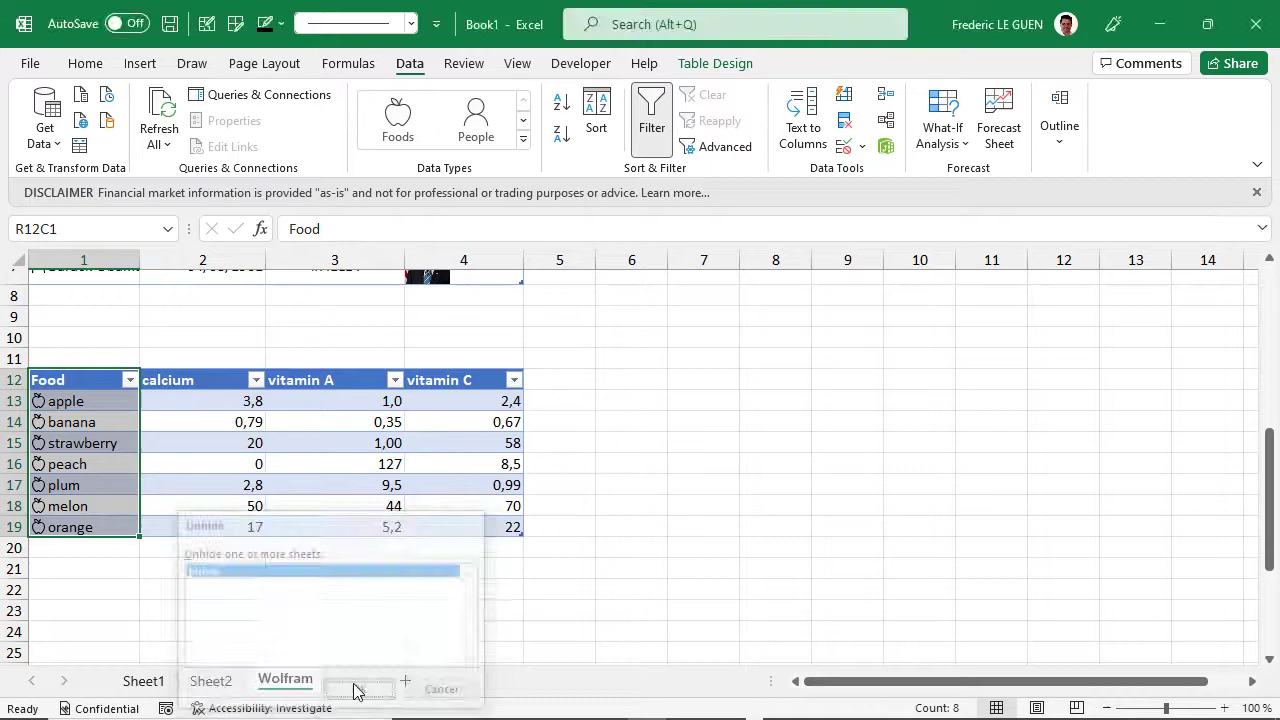 AutoSave Off Book1 - Excel Search (Alt+Q) Frederic LE GUEN
File Home Insert Draw Page Layout Formulas Data Review View Developer Help Table Design Comments Share
Get Data
Refresh All
Queries & Connections
Properties
Edit Links
Foods People
Sort
Filter
Clear
Reapply
Advanced
Text to Columns
What-If Analysis
Forecast Sheet
Outline
Get & Transform Data Queries & Connections Data Types Sort & Filter Data Tools Forecast
DISCLAIMER Financial market information is provided "as-is" and not for professional or trading purposes or advice. Learn more...
R12C1 fx Food
1 2 3 4 5 6 7 8 9 10 11 12 13 14
8
9
10
11
12 Food calcium vitamin A vitamin C
13 apple 3,8 1,0 2,4
14 banana 0,79 0,35 0,67
15 strawberry 20 1,00 58
16 peach 0 127 8,5
17 plum 2,8 9,5 0,99
18 melon 50 44 70
19 orange 17 5,2 22
20 Unhide
21 Unhide one or more sheets:
22
23
24
25
Sheet1 Sheet2 Wolfram Cancel
Ready Confidential Accessibility: Investigate Count: 8 100 %